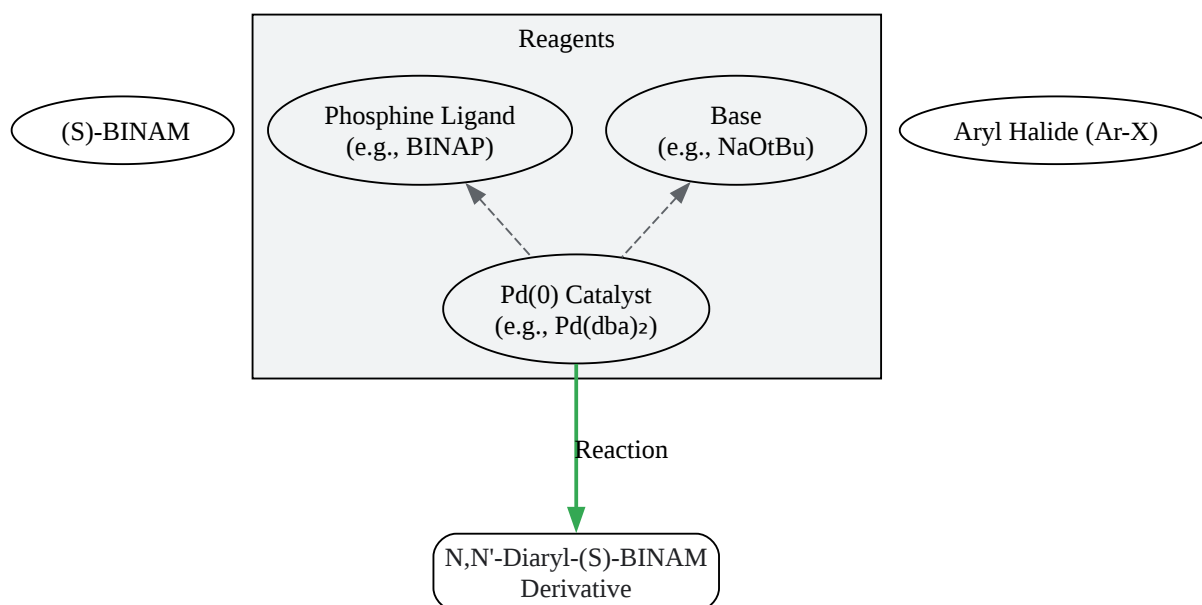 Reagents
(S)-BINAM
Phosphine Ligand
(e.g., BINAP)
Base
(e.g., NaOtBu)
Aryl Halide (Ar-X)
Pd(0) Catalyst
(e.g., Pd(dba)₂)
Reaction
N,N'-Diaryl-(S)-BINAM
Derivative